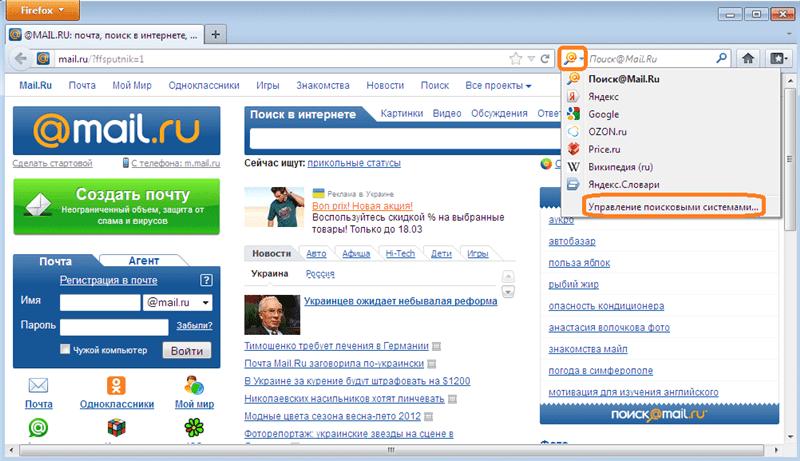 Firefox
@MAIL.RU: почта, поиск в интернете, ...
mail.ru/?ffsputnik=1
Поиск@Mail.Ru
Mail.Ru Почта Мой Мир Одноклассники Игры Знакомства Новости Поиск Все проекты
Поиск@Mail.Ru
Яндекс
Google
OZON.ru
Price.ru
Википедия (ru)
Яндекс.Словари
Управление поисковыми системами...
@mail.ru
Сделать стартовой
С телефона: m.mail.ru
Создать почту
Неограниченный объем, защита от
спама и вирусов
Почта Агент
Регистрация в почте ?
Имя @mail.ru
Пароль Забыли?
Чужой компьютер Войти
Почта Одноклассники Мой мир
Поиск в интернете Картинки Видео Обсуждения Ответы
Сейчас ищут: прикольные статусы
Реклама в Украине
Bon prix! Новая акция!
Воспользуйтесь скидкой % на выбранные
товары! Только до 18.03
Новости Авто Афиша Hi-Tech Дети Игры
Украина Россия
Украинцев ожидает небывалая реформа
Тимошенко требует лечения в Германии
Почта Mail.Ru заговорила по-украински
В Украине за курение будут штрафовать на $1200
Николаевских насильников хотят линчевать
Модные цвета сезона весна-лето 2012
Фоторепортаж: украинские звезды на сцене в
аукро
автобазар
польза яблок
рыбий жир
опасность кондиционера
анастасия волочкова фото
знакомства майл
погода в симферополе
мотивация для изучения английского
поиск@mail.ru